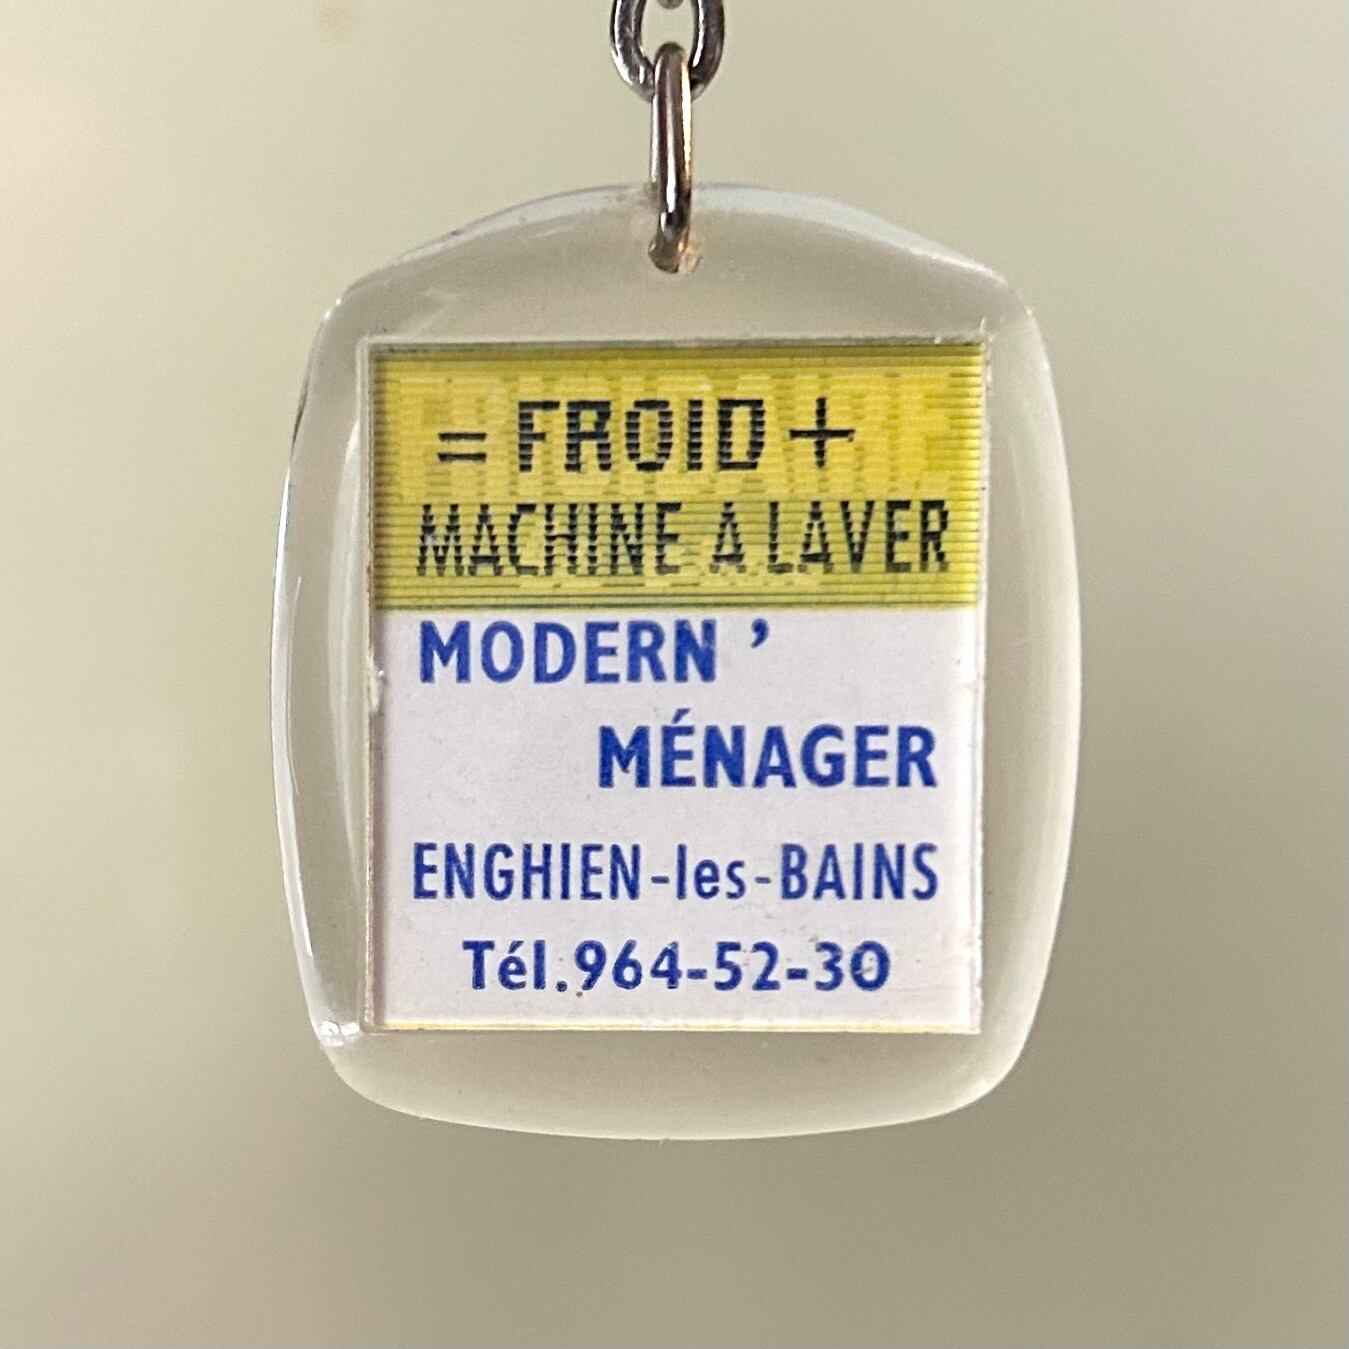 = FROID +
MACHINE A LAVER
MODERN '
MÉNAGER
ENGHIEN-les-BAINS
Tél.964-52-30